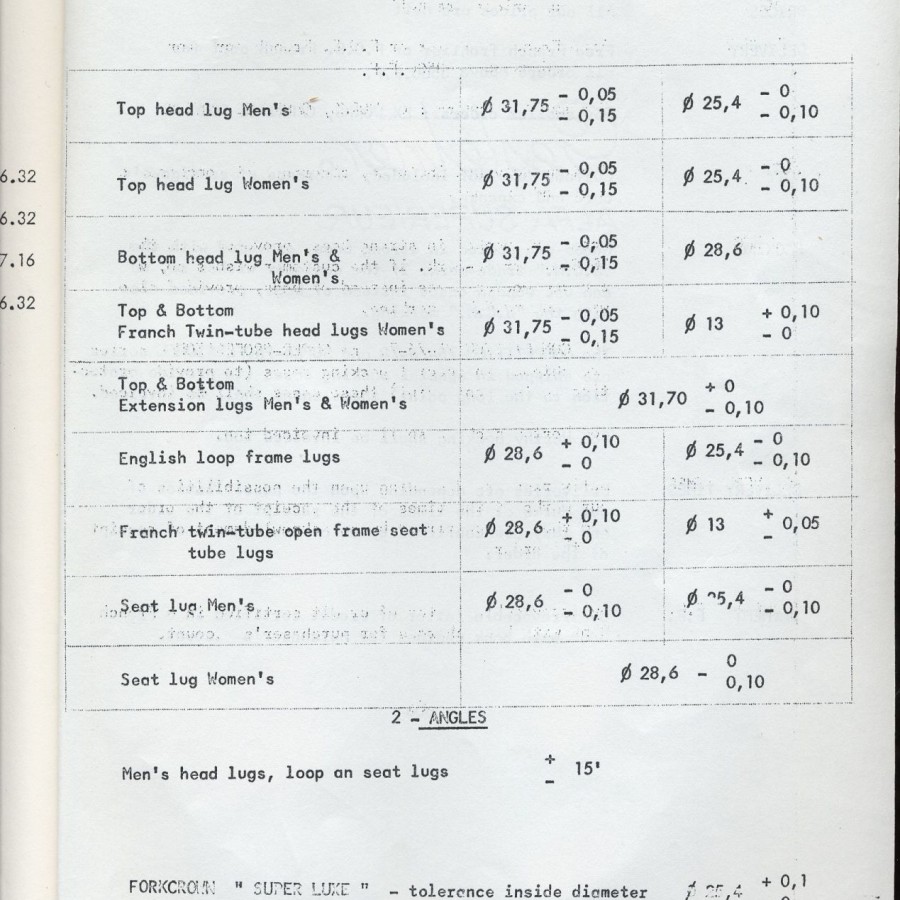 6.32
6.32
7.16
6.32
Top head lug Men's ø 31,75 - 0,05 - 0,15 ø 25,4 - 0 - 0,10
Top head lug Women's ø 31,75 - 0,05 - 0,15 ø 25,4 - 0 - 0,10
Bottom head lug Men's & ø 31,75 - 0,05 - 0,15 ø 28,6
Women's
Top & Bottom
Franch Twin-tube head lugs Women's ø 31,75 - 0,05 - 0,15 ø 13 + 0,10 - 0
Top & Bottom
Extension lugs Men's & Women's ø 31,70 + 0 - 0,10
English loop frame lugs ø 28,6 + 0,10 - 0 ø 25,4 - 0 - 0,10
Franch twin-tube open frame seat ø 28,6 + 0,10 - 0 ø 13 + - 0,05
tube lugs
Seat lug Men's ø 28,6 - 0 - 0,10 ø 25,4 - 0 - 0,10
Seat lug Women's ø 28,6 - 0 0,10
2 - ANGLES
Men's head lugs, loop an seat lugs + - 15'
FORKCROWN " SUPER LUXE " - tolerance inside diameter ø 25,4 + 0,1